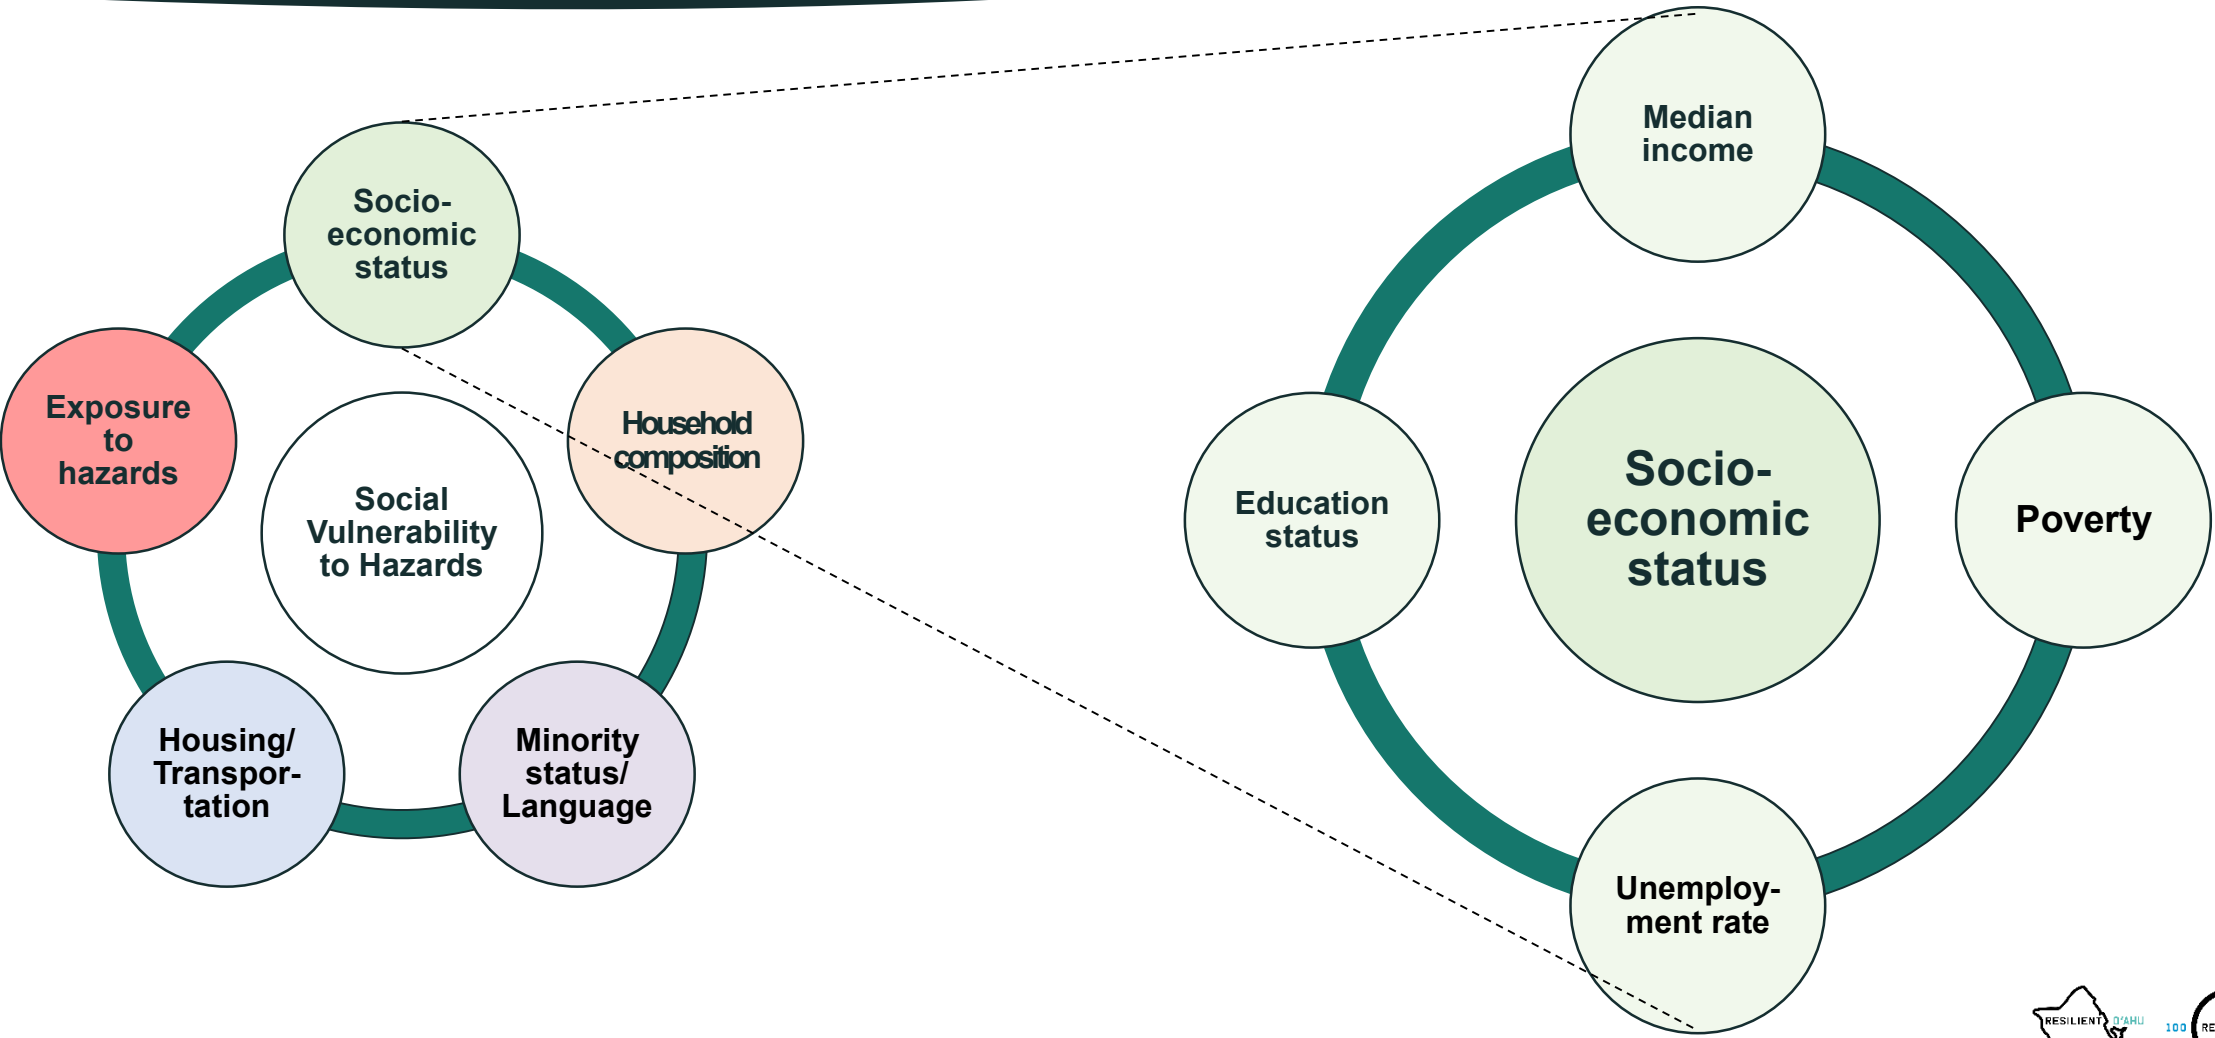 Socio-
economic
status
Household
composition
Minority
status/
Language
Housing/
Transpor-
tation
Exposure
to
hazards
Social
Vulnerability
to Hazards
Median
income
Poverty
Unemploy-
ment rate
Education
status
Socio-
economic
status
RESILIENT O'AHU
100